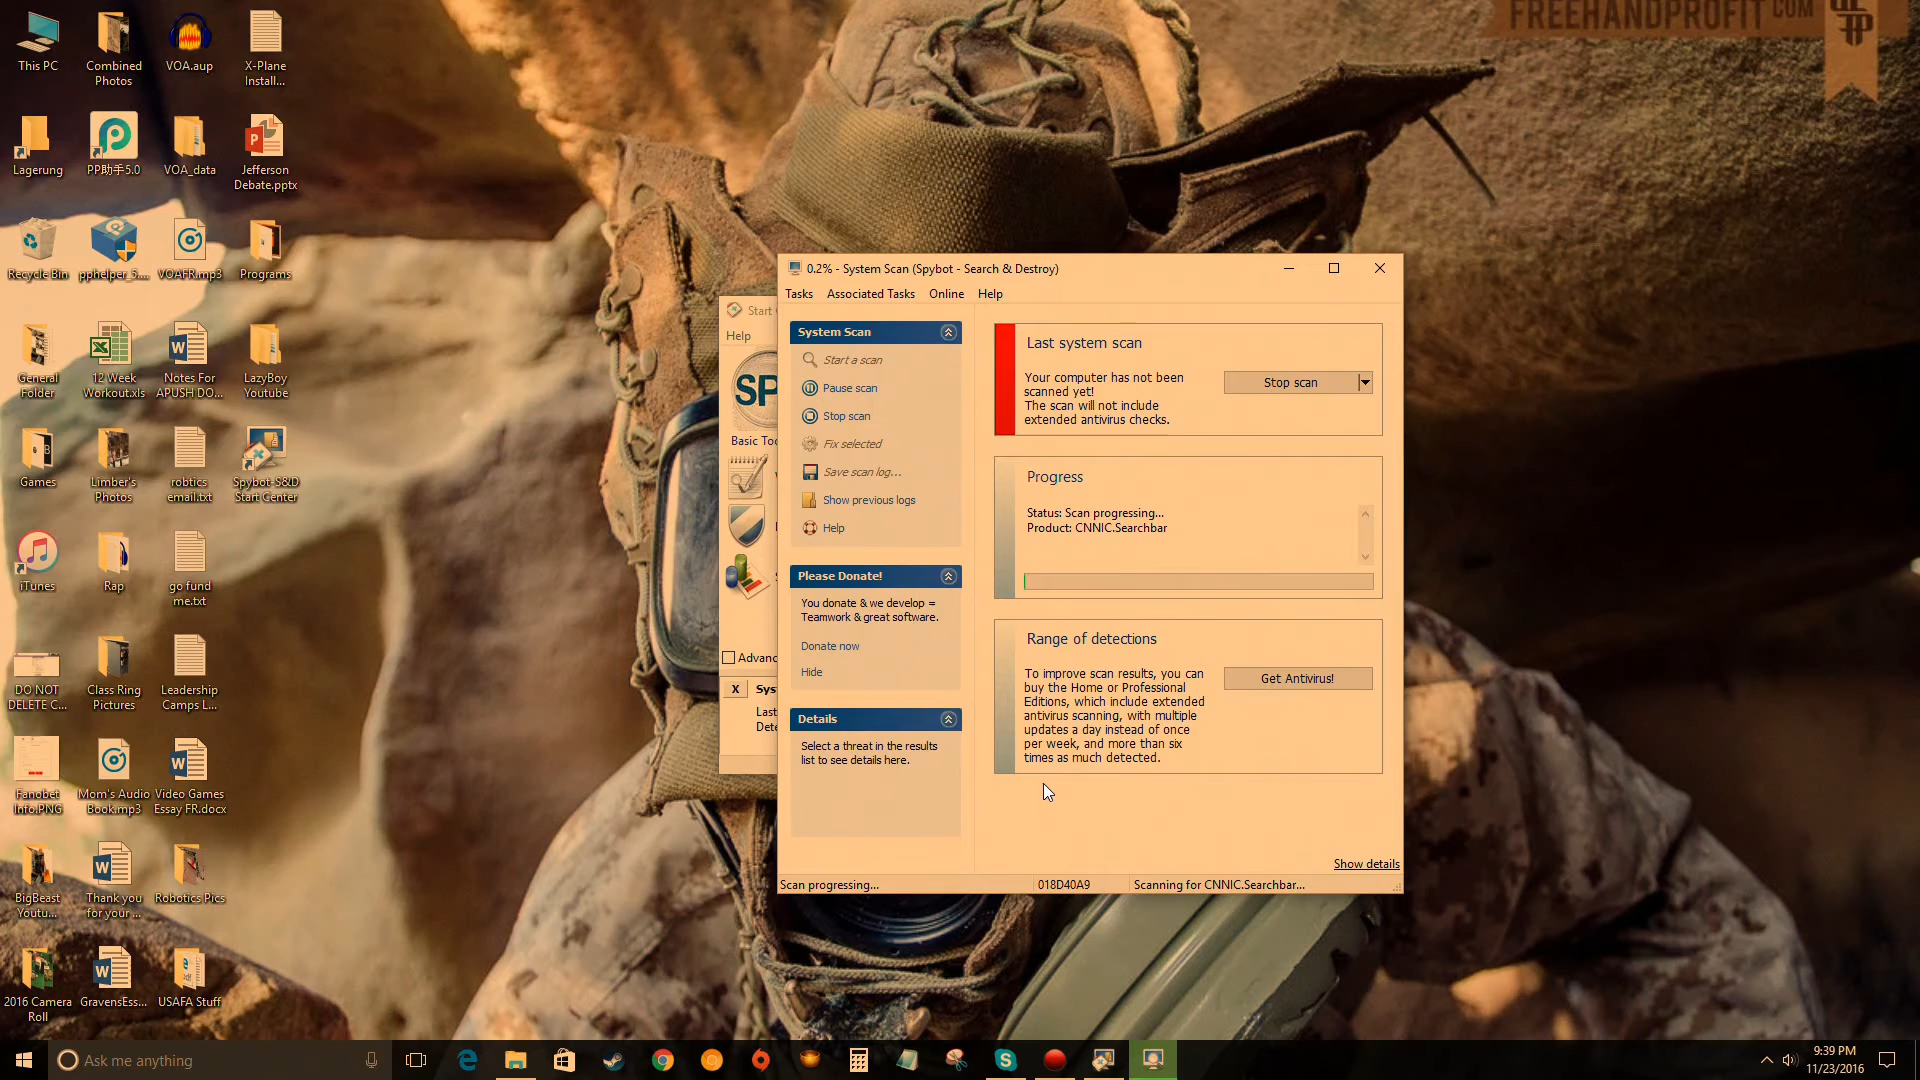 FREEHANDPROFIT.COM
This PC
Combined
Photos
VOA.aup
X-Plane
Install...
Lagerung
PP助手5.0
VOA_data
Jefferson
Debate.pptx
Recycle Bin
pphelper_5....
VOAFR.mp3
Programs
General
Folder
12 Week
Workout.xls
Notes For
APUSH DO...
LazyBoy
Youtube
Games
Limber's
Photos
robtics
email.txt
Spybot-S&D
Start Center
iTunes
Rap
go fund
me.txt
DO NOT
DELETE C...
Class Ring
Pictures
Leadership
Camps L...
Fanobet
Info.PNG
Mom's Audio
Book.mp3
Video Games
Essay FR.docx
BigBeast
Youtu...
Thank you
for your ...
Robotics Pics
2016 Camera
Roll
GravensEss...
USAFA Stuff
Start
Help
SP
Basic Too
Advanc
X Sys
Last
Dete
0.2% - System Scan (Spybot - Search & Destroy)
Tasks Associated Tasks Online Help
System Scan
Start a scan
Pause scan
Stop scan
Fix selected
Save scan log...
Show previous logs
Help
Please Donate!
You donate & we develop =
Teamwork & great software.
Donate now
Hide
Details
Select a threat in the results
list to see details here.
Last system scan
Your computer has not been
scanned yet!
The scan will not include
extended antivirus checks.
Stop scan
Progress
Status: Scan progressing...
Product: CNNIC.Searchbar
Range of detections
To improve scan results, you can
buy the Home or Professional
Editions, which include extended
antivirus scanning, with multiple
updates a day instead of once
per week, and more than six
times as much detected.
Get Antivirus!
Show details
Scan progressing... 018D40A9 Scanning for CNNIC.Searchbar...
Ask me anything
9:39 PM
11/23/2016